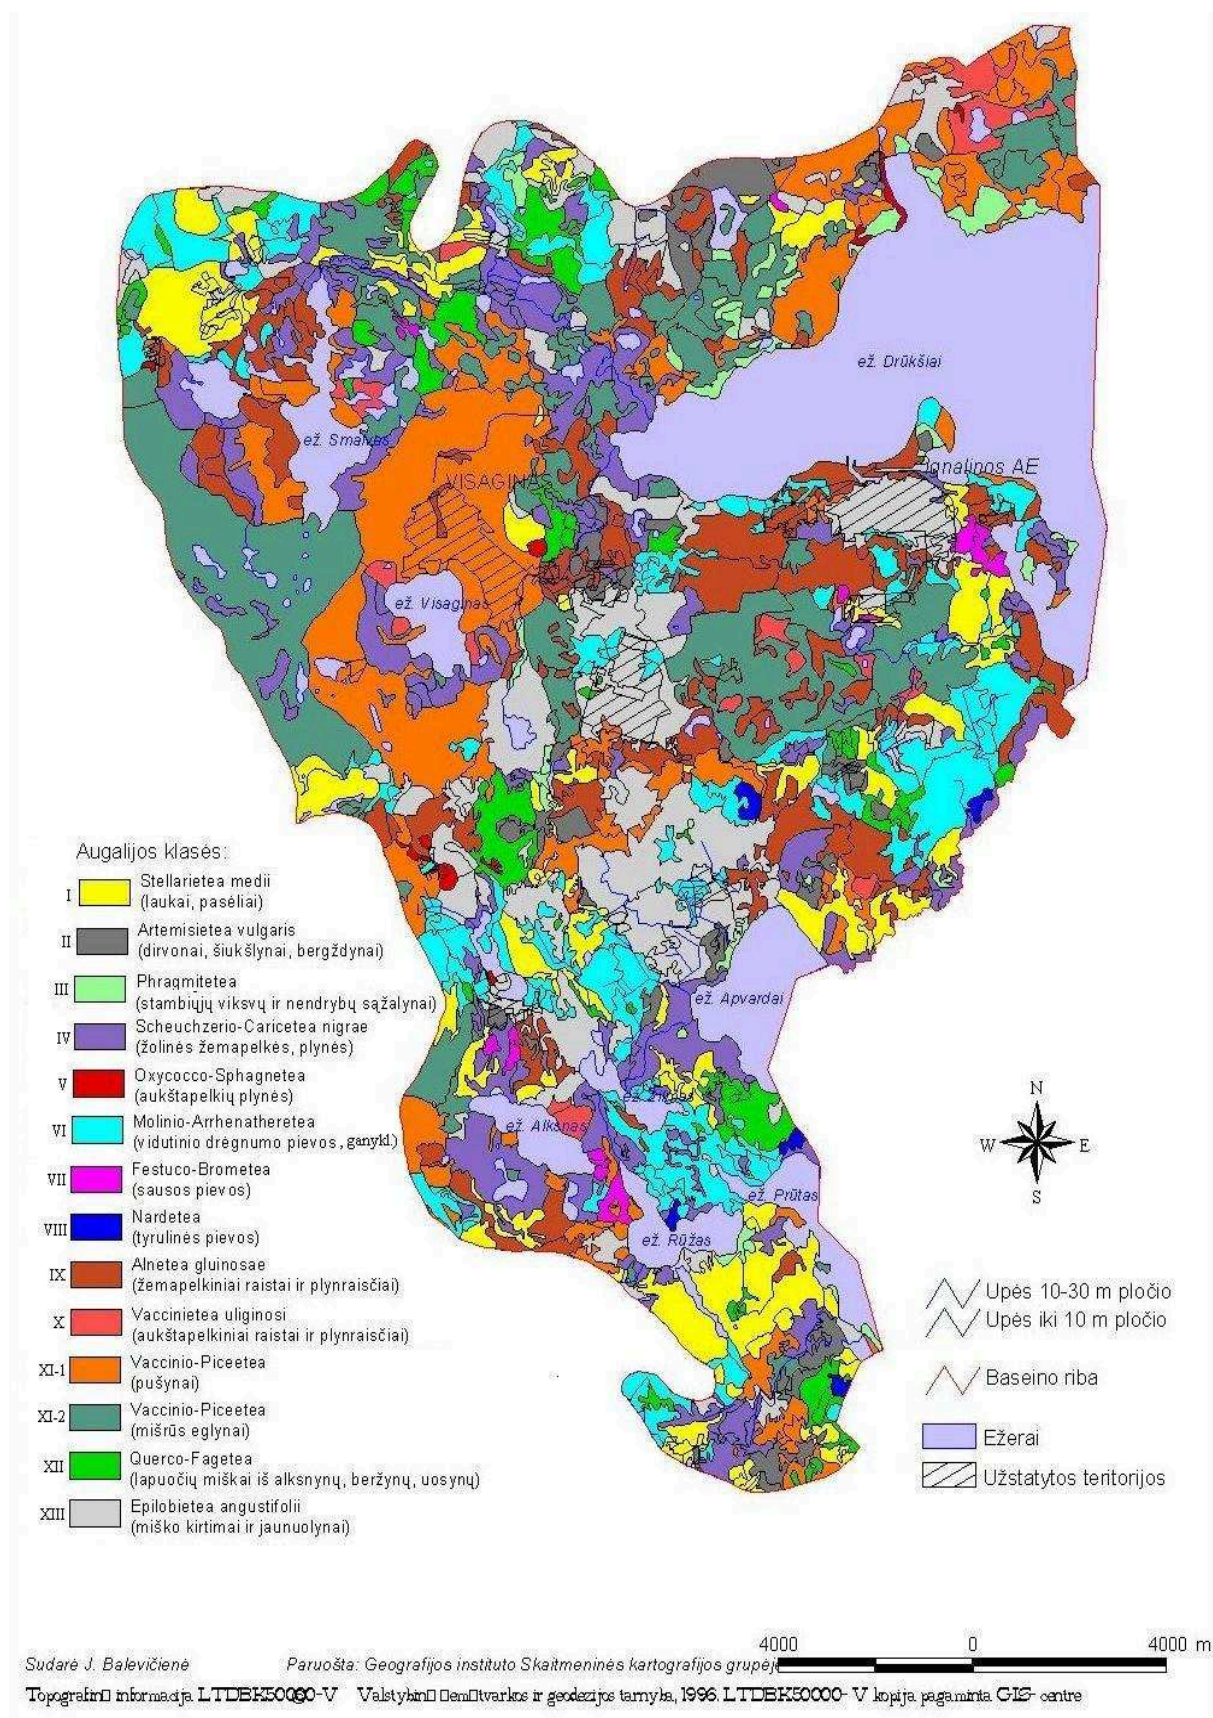 ež. Drūkšiai
ež. Smalvas
Ignalinos AE
VISAGINAS
ež. Visaginas
Augalijos klasės:
I Stellarietea medii
(laukai, pasėliai)
II Artemisietea vulgaris
(dirvonai, šiukšlynai, bergždynai)
III Phragmitetea
(stambiųjų viksvų ir nendrybų sąžalynai)
IV Scheuchzerio-Caricetea nigrae
(žolinės žemapelkės, plynės)
V Oxycocco-Sphagnetea
(aukštapelkių plynės)
VI Molinio-Arrhenatheretea
(vidutinio drėgnumo pievos, ganykl.)
VII Festuco-Brometea
(sausos pievos)
VIII Nardetea
(tyrulinės pievos)
IX Alnetea gluinosae
(žemapelkiniai raistai ir plynraisčiai)
X Vaccinietea uliginosi
(aukštapelkiniai raistai ir plynraisčiai)
XI-1 Vaccinio-Piceetea
(pušynai)
XI-2 Vaccinio-Piceetea
(mišrūs eglynai)
XII Querco-Fagetea
(lapuočių miškai iš alksnynų, beržynų, uosynų)
XIII Epilobietea angustifolii
(miško kirtimai ir jaunuolynai)
ež. Apvardai
ež.
ež. Alksnas
ež. Prūtas
ež. Rūžas
N
W E
S
Upės 10-30 m pločio
Upės iki 10 m pločio
Baseino riba
Ežerai
Užstatytos teritorijos
4000 0 4000 m
Sudarė J. Balevičienė Paruošta: Geografijos instituto Skaitmeninės kartografijos grupėje
informacija Valstybin ir geodezijos tarnyba, 1996. LTDBK50000-V kopija pagaminta GIS-centre